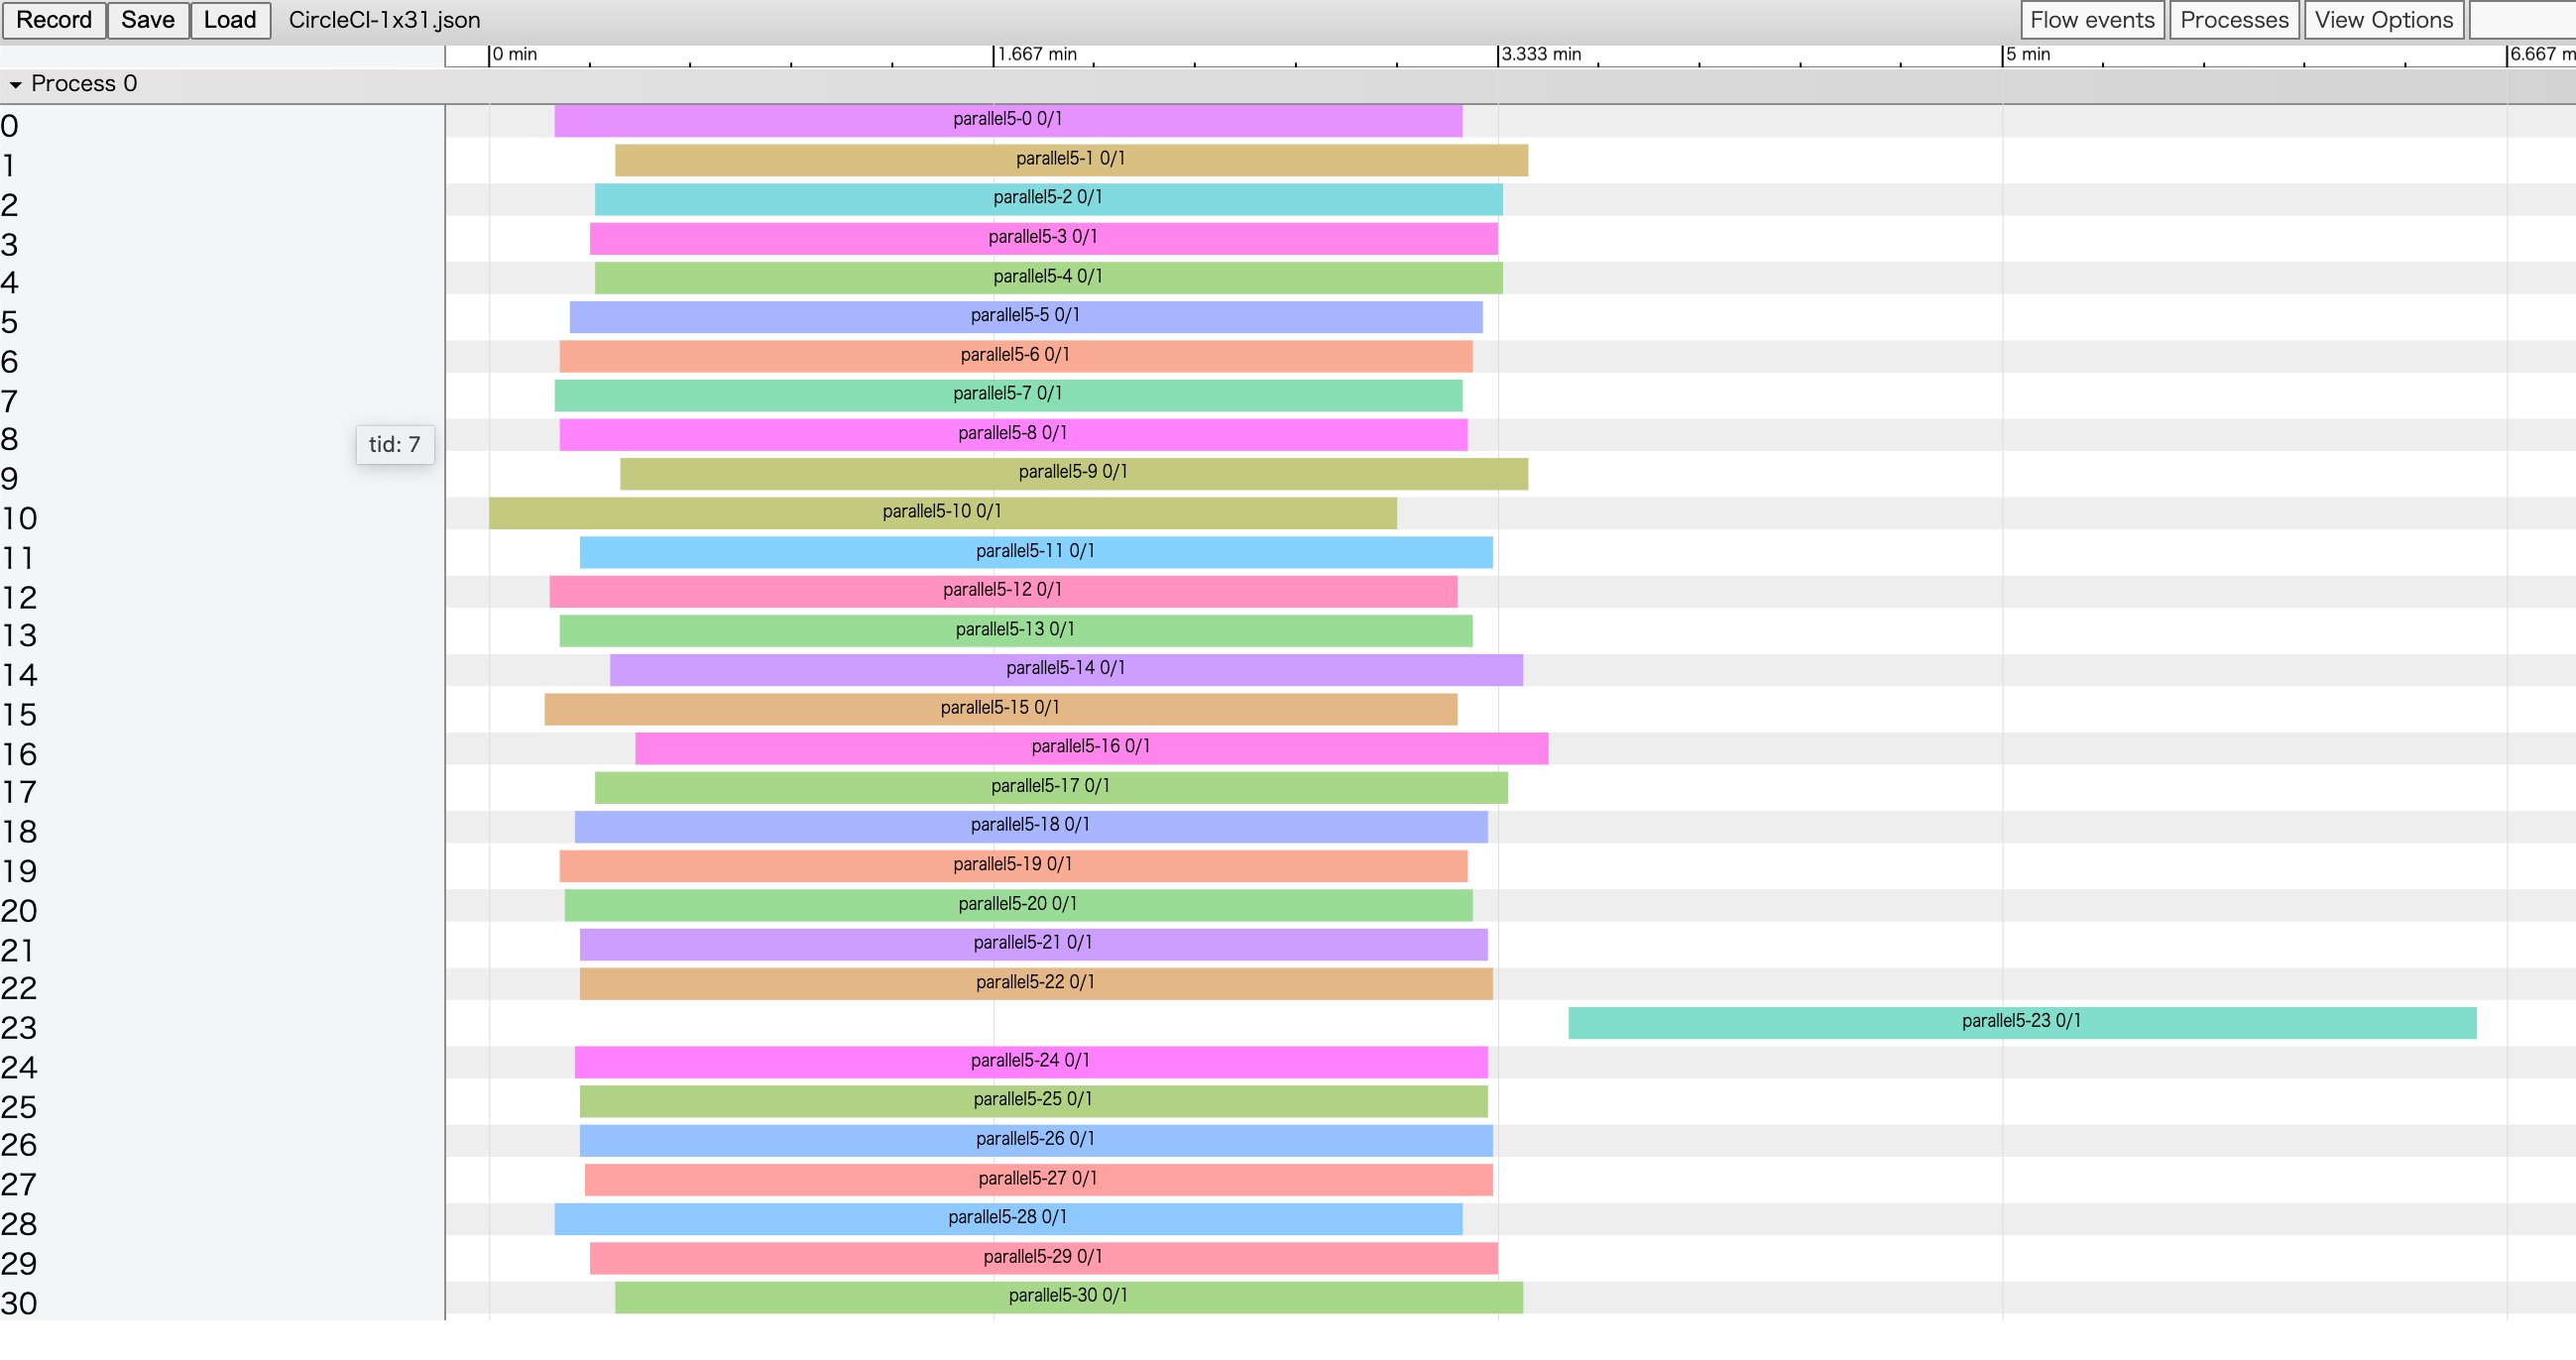 Record Save Load CircleCI-1x31.json Flow events Processes View Options
0 min 1.667 min 3.333 min 5 min 6.667 m
Process 0
0 parallel5-0 0/1
1 parallel5-1 0/1
2 parallel5-2 0/1
3 parallel5-3 0/1
4 parallel5-4 0/1
5 parallel5-5 0/1
6 parallel5-6 0/1
7 parallel5-7 0/1
8 parallel5-8 0/1
tid: 7
9 parallel5-9 0/1
10 parallel5-10 0/1
11 parallel5-11 0/1
12 parallel5-12 0/1
13 parallel5-13 0/1
14 parallel5-14 0/1
15 parallel5-15 0/1
16 parallel5-16 0/1
17 parallel5-17 0/1
18 parallel5-18 0/1
19 parallel5-19 0/1
20 parallel5-20 0/1
21 parallel5-21 0/1
22 parallel5-22 0/1
23 parallel5-23 0/1
24 parallel5-24 0/1
25 parallel5-25 0/1
26 parallel5-26 0/1
27 parallel5-27 0/1
28 parallel5-28 0/1
29 parallel5-29 0/1
30 parallel5-30 0/1